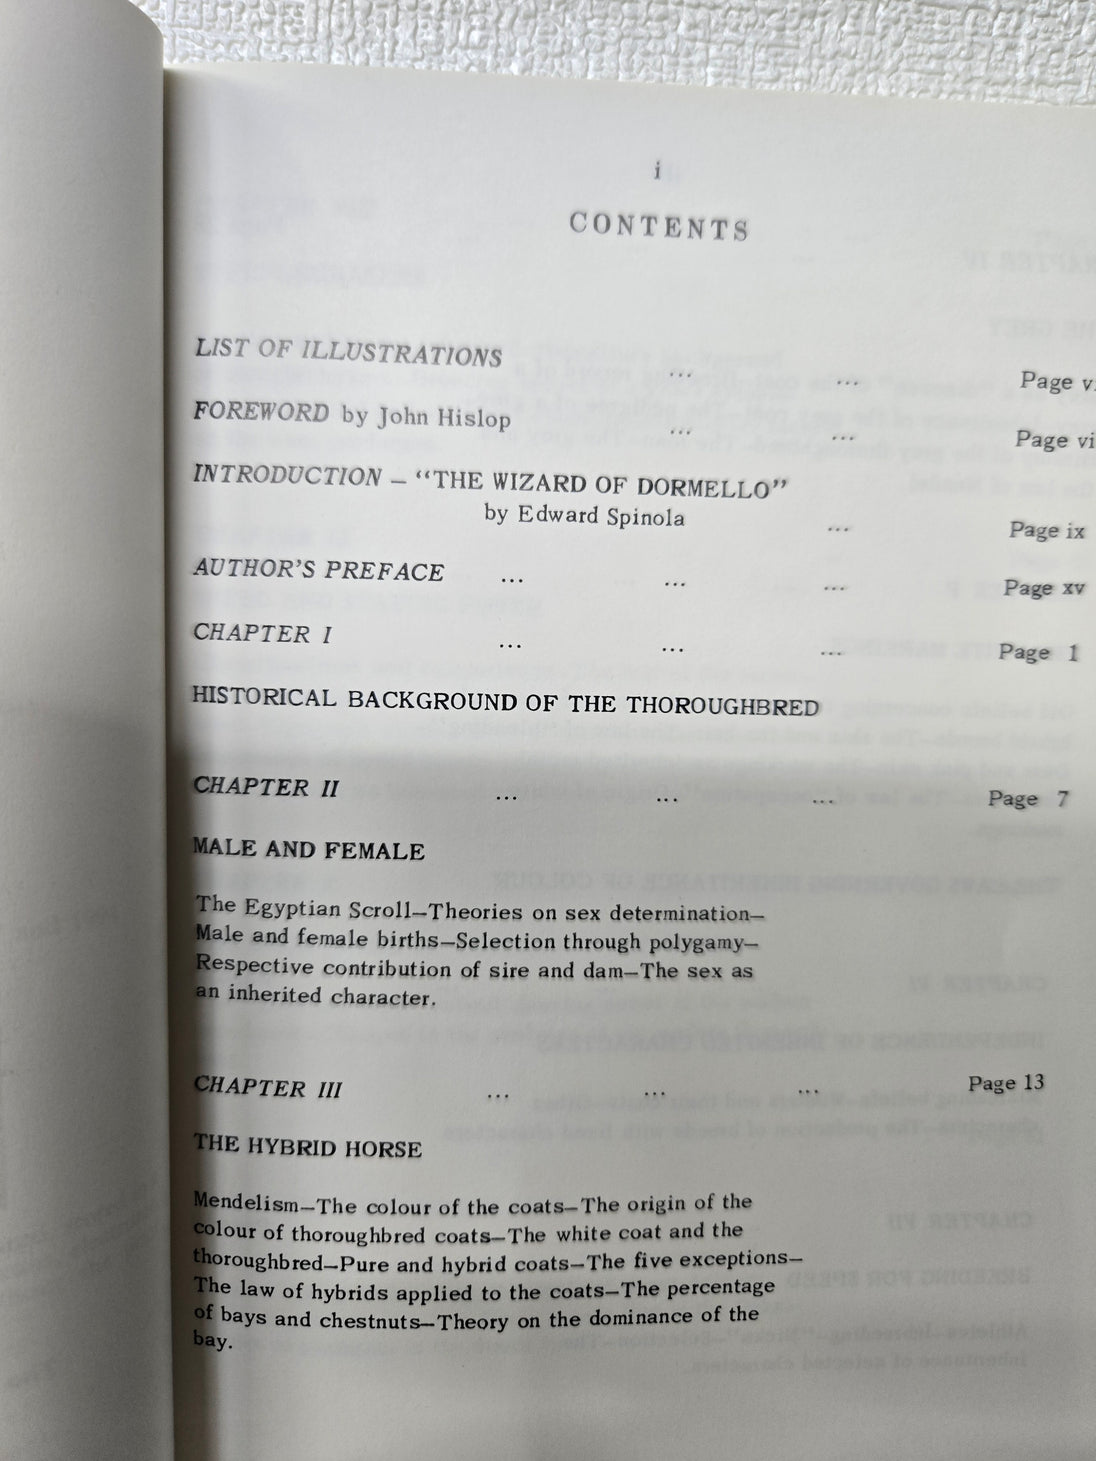 i
CONTENTS
LIST OF ILLUSTRATIONS ... ... Page
FOREWORD by John Hislop ... ... Page
INTRODUCTION – “THE WIZARD OF DORMELLO”
by Edward Spinola ... Page ix
AUTHOR'S PREFACE ... ... ... Page xv
CHAPTER I ... ... ... Page 1
HISTORICAL BACKGROUND OF THE THOROUGHBRED
CHAPTER II ... ... ... Page 7
MALE AND FEMALE
The Egyptian Scroll—Theories on sex determination—
Male and female births—Selection through polygamy—
Respective contribution of sire and dam—The sex as
an inherited character.
CHAPTER III ... ... ... Page 13
THE HYBRID HORSE
Mendelism—The colour of the coats—The origin of the
colour of thoroughbred coats—The white coat and the
thoroughbred—Pure and hybrid coats—The five exceptions—
The law of hybrids applied to the coats—The percentage
of bays and chestnuts—Theory on the dominance of the
bay.